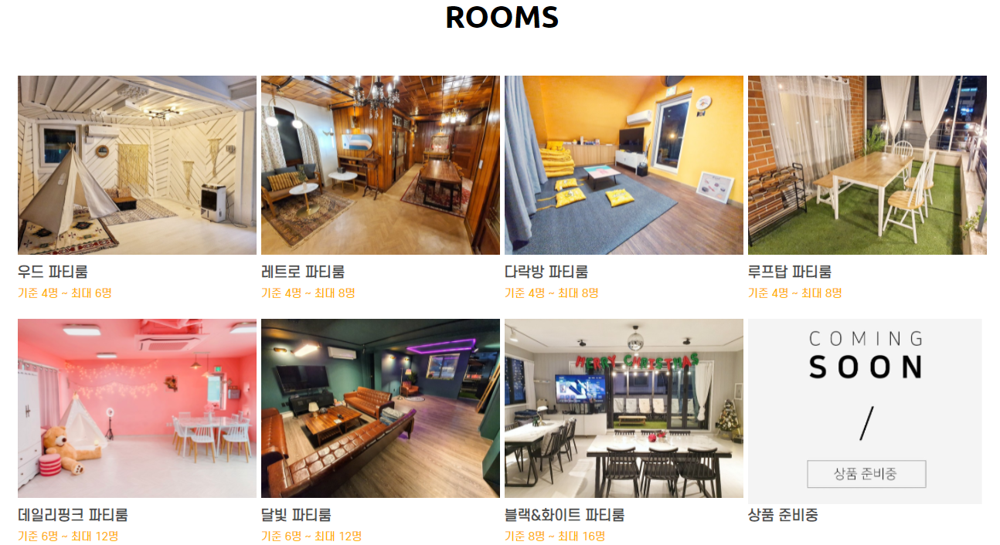 ROOMS
우드 파티룸
기준 4명 ~ 최대 6명
레트로 파티룸
기준 4명 ~ 최대 8명
다락방 파티룸
기준 4명 ~ 최대 8명
루프탑 파티룸
기준 4명 ~ 최대 8명
MERRY CHRISTMAS
COMING
SOON
/
상품 준비중
데일리핑크 파티룸
기준 6명 ~ 최대 12명
달빛 파티룸
기준 6명 ~ 최대 12명
블랙&화이트 파티룸
기준 8명 ~ 최대 16명
상품 준비중